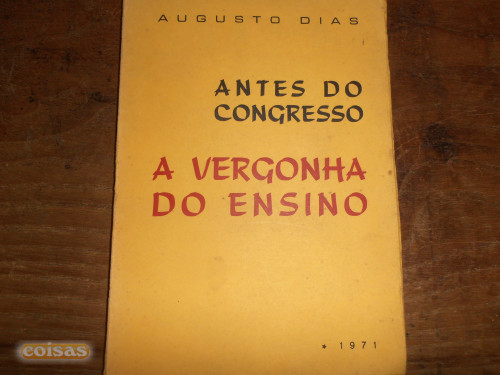 AUGUSTO DIAS
ANTES DO
CONGRESSO
A VERGONHA
DO ENSINO
* 1971
coisas